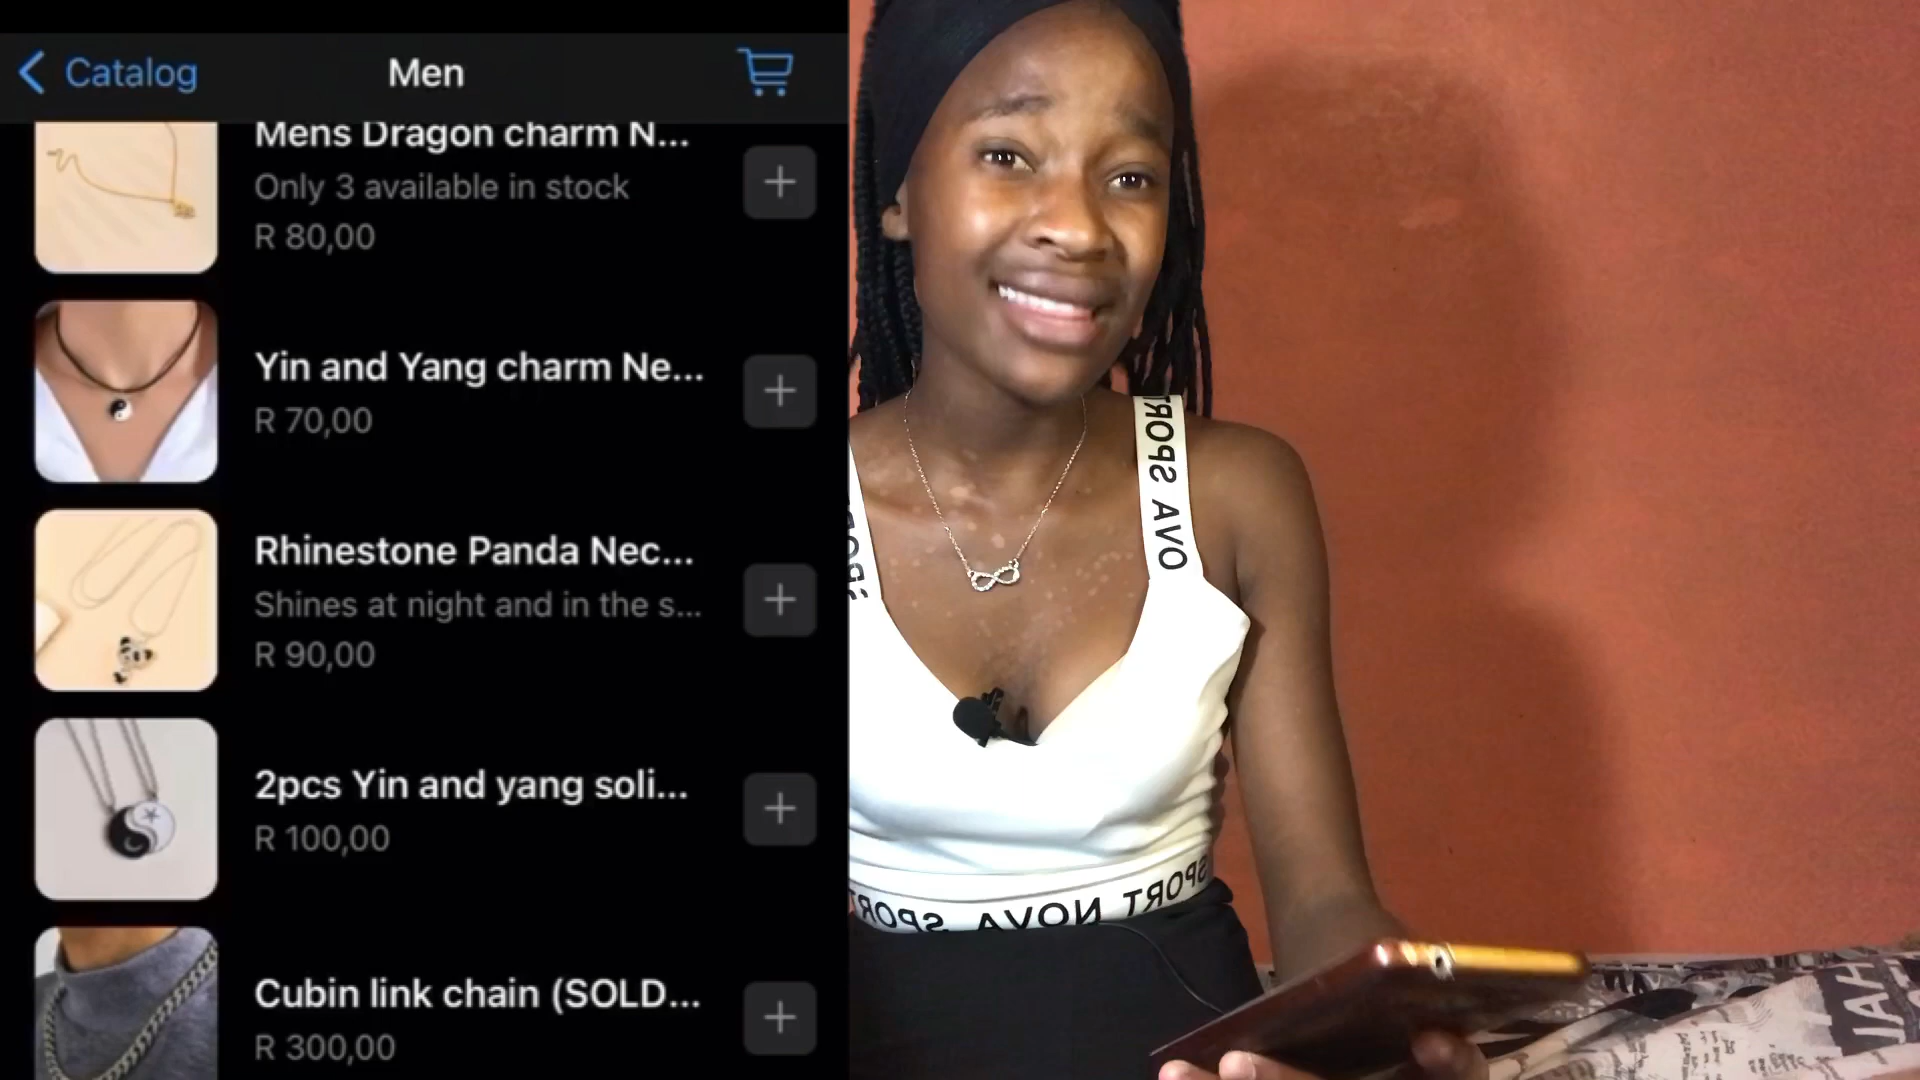 Catalog
Men
Mens Dragon charm N...
Only 3 available in stock
R 80,00
Yin and Yang charm Ne...
R 70,00
Rhinestone Panda Nec...
Shines at night and in the s...
R 90,00
2pcs Yin and yang soli...
R 100,00
Cubin link chain (SOLD...
R 300,00
OVA SPORT
SPORT NOVA SPORT